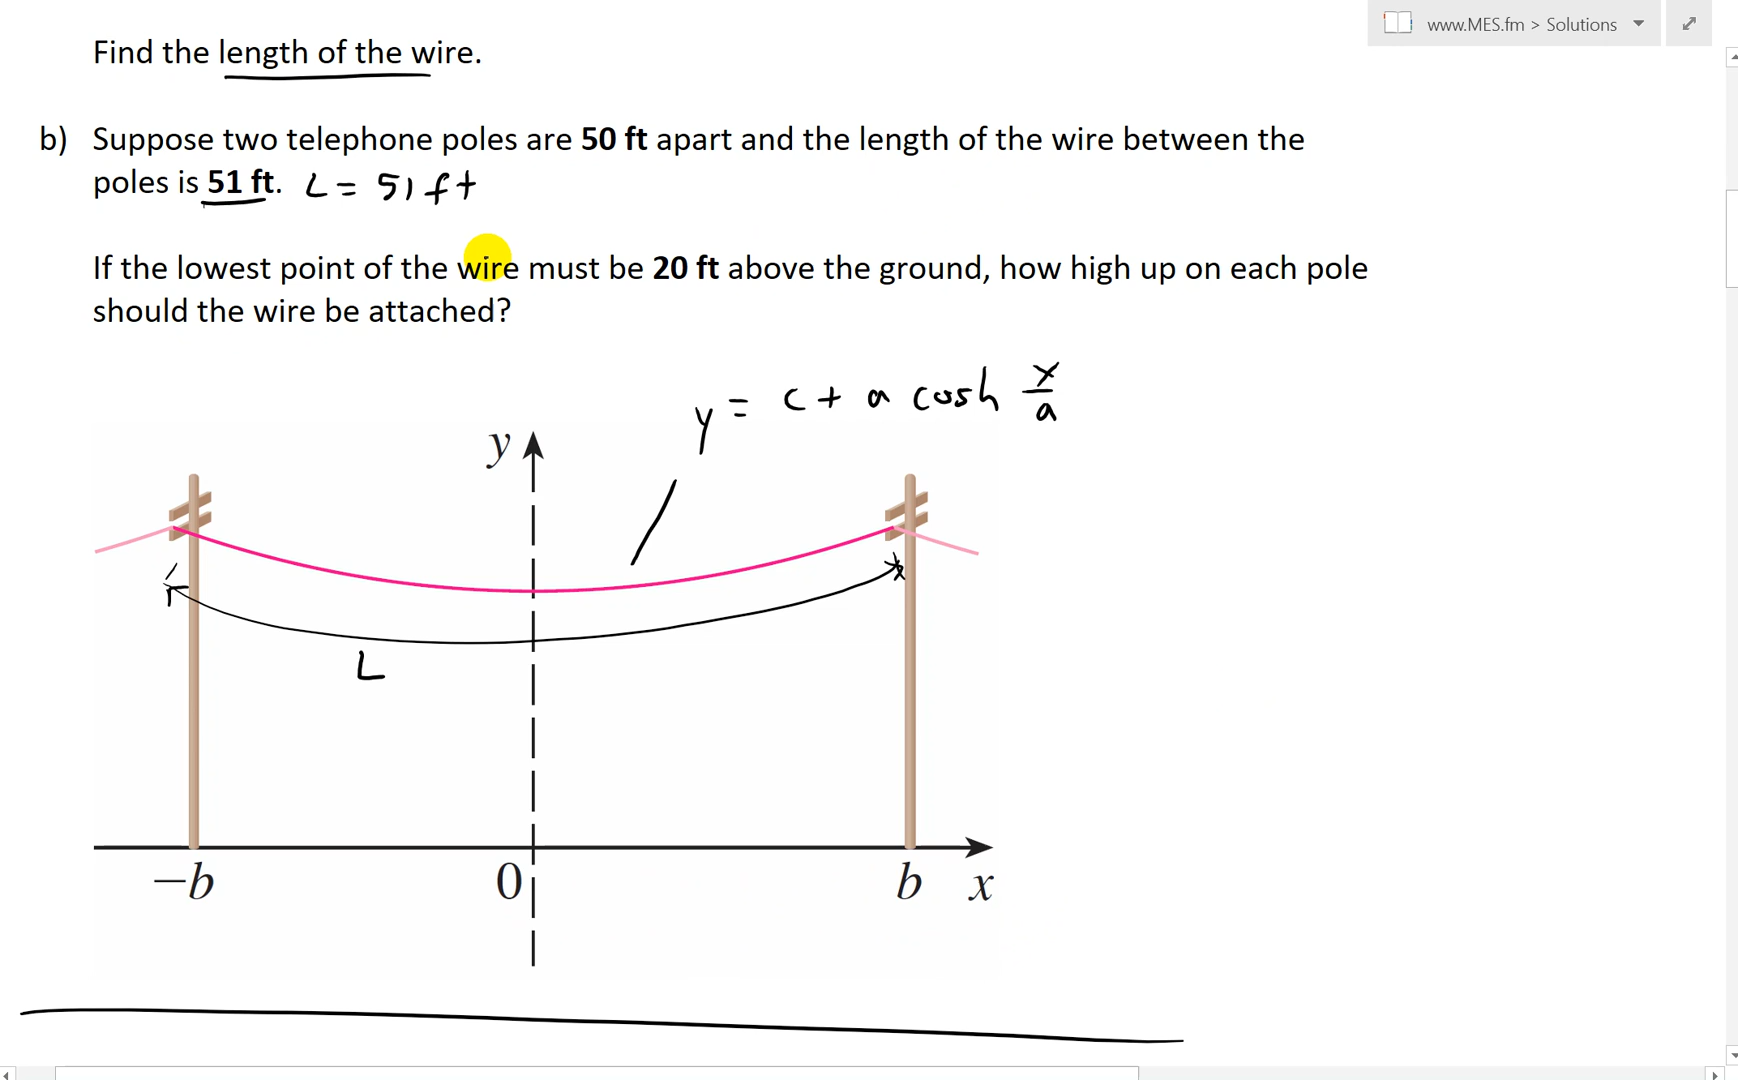 www.MES.fm > Solutions
Find the length of the wire.
b) Suppose two telephone poles are 50 ft apart and the length of the wire between the
poles is 51 ft. L = 51 ft
If the lowest point of the wire must be 20 ft above the ground, how high up on each pole
should the wire be attached?
y = c + a cosh x/a
y
L
−b 0 b x